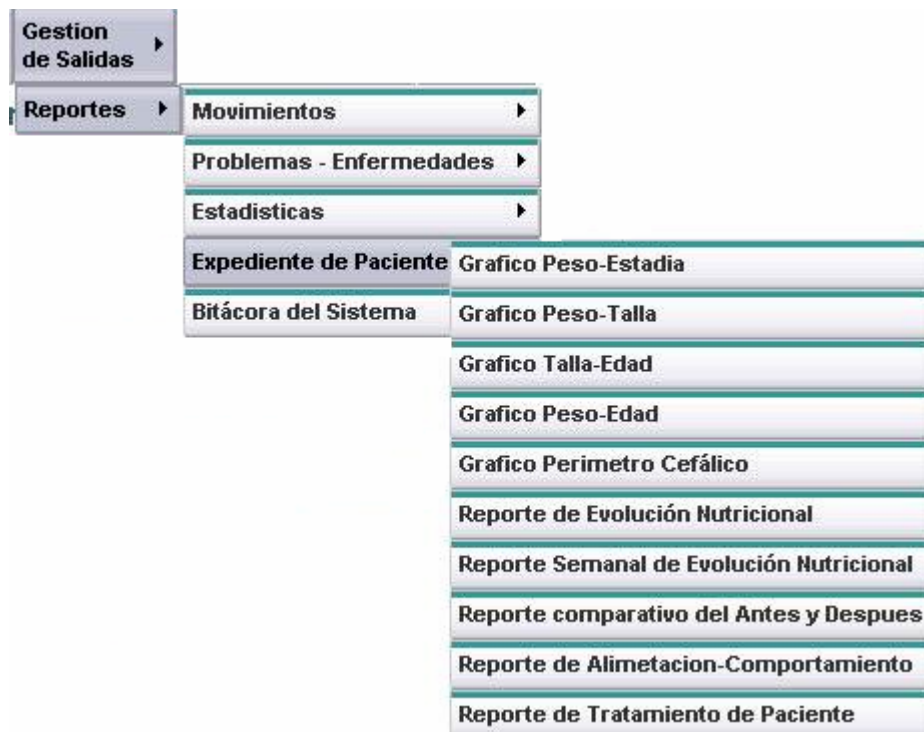 Gestion
de Salidas
Reportes
Movimientos
Problemas - Enfermedades
Estadisticas
Expediente de Paciente
Bitácora del Sistema
Grafico Peso-Estadia
Grafico Peso-Talla
Grafico Talla-Edad
Grafico Peso-Edad
Grafico Perimetro Cefálico
Reporte de Evolución Nutricional
Reporte Semanal de Evolución Nutricional
Reporte comparativo del Antes y Despues
Reporte de Alimetacion-Comportamiento
Reporte de Tratamiento de Paciente